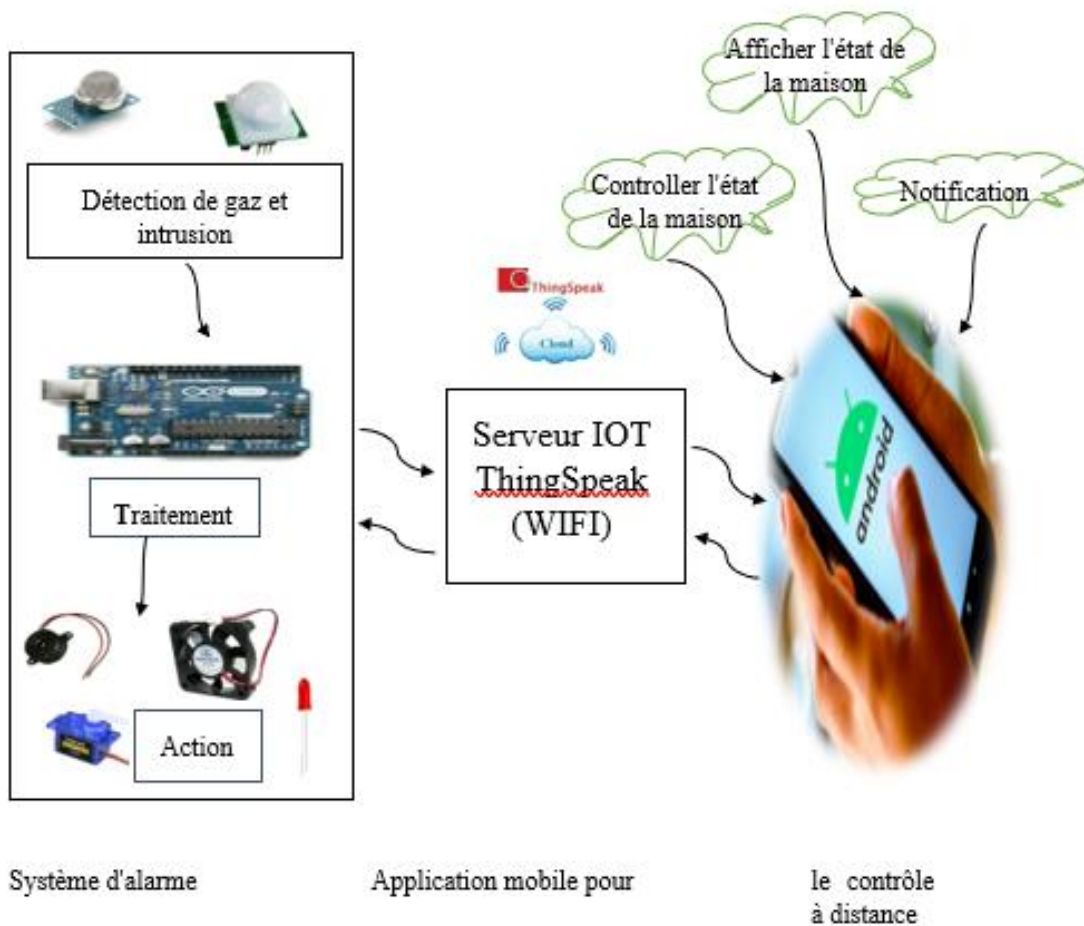 Afficher l'état de
la maison
Controller l'état
de la maison
Notification
Détection de gaz et
intrusion
ThingSpeak
Cloud
Serveur IOT
ThingSpeak
(WIFI)
android
Traitement
Action
Système d'alarme
Application mobile pour
le contrôle
à distance